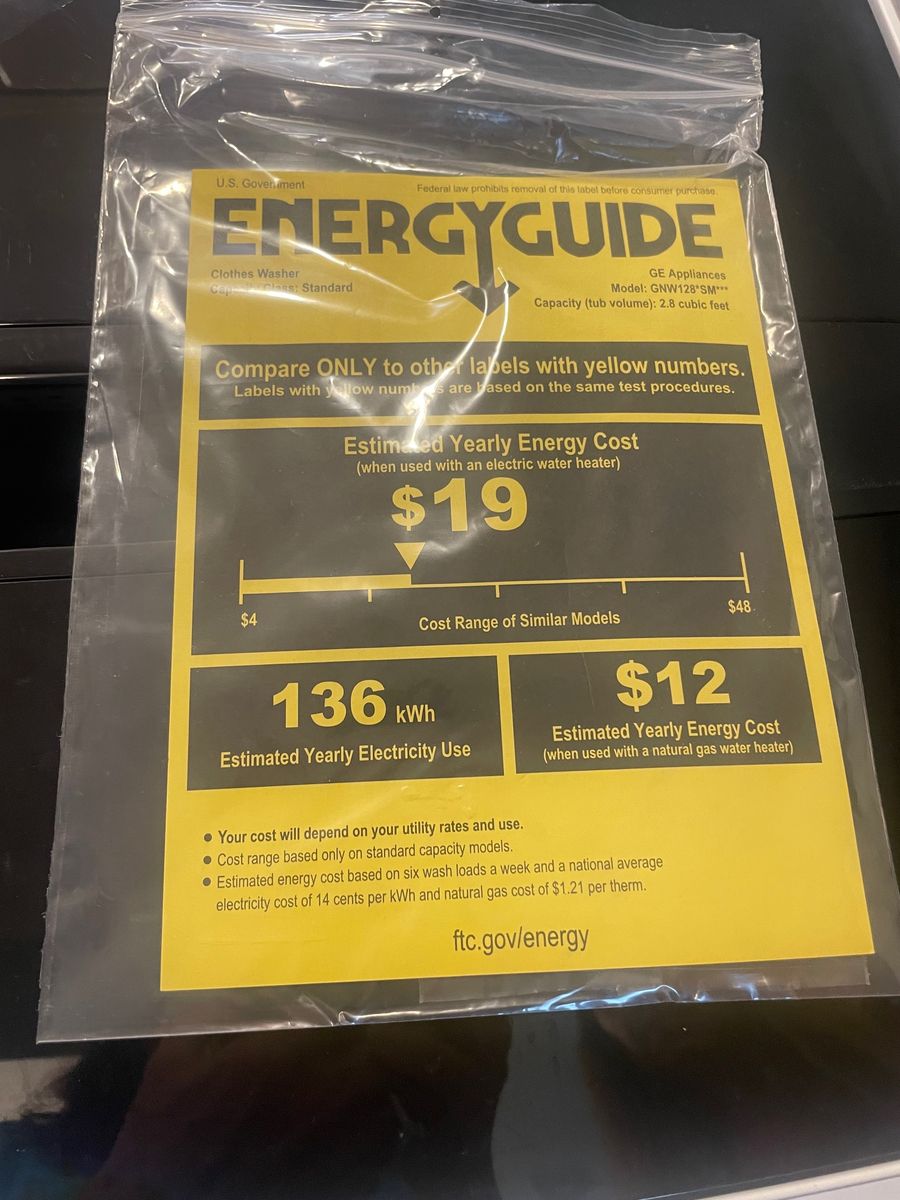 U.S. Government
Federal law prohibits removal of this label before consumer purchase.
ENERGYGUIDE
Clothes Washer
Capacity Class: Standard
GE Appliances
Model: GNW128*SM***
Capacity (tub volume): 2.8 cubic feet
Compare ONLY to other labels with yellow numbers.
Labels with yellow numbers are based on the same test procedures.
Estimated Yearly Energy Cost
(when used with an electric water heater)
$19
$4
$48
Cost Range of Similar Models
136 kWh
Estimated Yearly Electricity Use
$12
Estimated Yearly Energy Cost
(when used with a natural gas water heater)
● Your cost will depend on your utility rates and use.
● Cost range based only on standard capacity models.
● Estimated energy cost based on six wash loads a week and a national average
electricity cost of 14 cents per kWh and natural gas cost of $1.21 per therm.
ftc.gov/energy